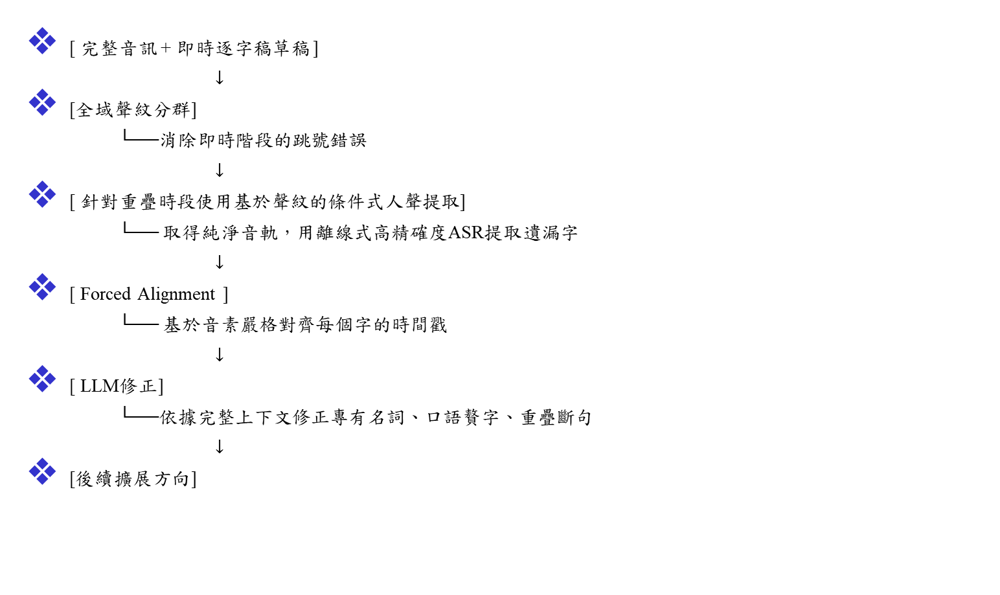 ❖ [ 完整音訊+ 即時逐字稿草稿]
↓
❖ [全域聲紋分群]
└──消除即時階段的跳號錯誤
↓
❖ [ 針對重疊時段使用基於聲紋的條件式人聲提取]
└── 取得純淨音軌，用離線式高精確度ASR提取遺漏字
↓
❖ [ Forced Alignment ]
└── 基於音素嚴格對齊每個字的時間戳
↓
❖ [ LLM修正]
└──依據完整上下文修正專有名詞、口語贅字、重疊斷句
↓
❖ [後續擴展方向]